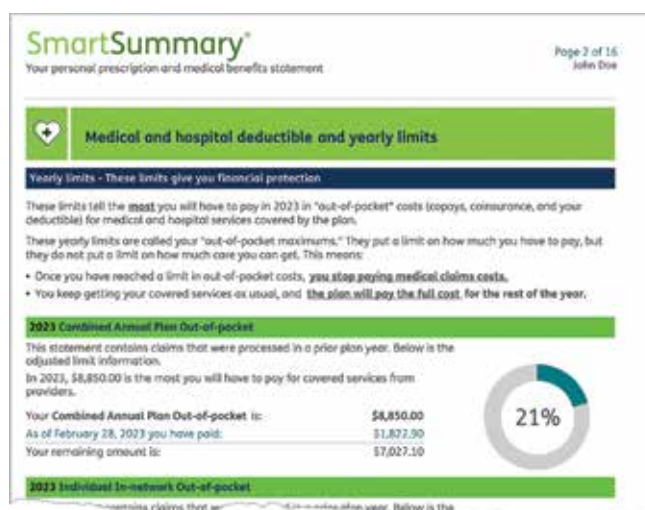 SmartSummary®
Your personal prescription and medical benefits statement
Page 2 of 16
John Doe
Medical and hospital deductible and yearly limits
Yearly limits - These limits give you financial protection
These limits tell the most you will have to pay in 2023 in "out-of-pocket" costs (copays, coinsurance, and your
deductible) for medical and hospital services covered by the plan.
These yearly limits are called your "out-of-pocket maximums." They put a limit on how much you have to pay, but
they do not put a limit on how much care you can get. This means:
• Once you have reached a limit in out-of-pocket costs, you stop paying medical claims costs.
• You keep getting your covered services as usual, and the plan will pay the full cost for the rest of the year.
2023 Combined Annual Plan Out-of-pocket
This statement contains claims that were processed in a prior plan year. Below is the
adjusted limit information.
In 2023, $8,850.00 is the most you will have to pay for covered services from
providers.
Your Combined Annual Plan Out-of-pocket is: $8,850.00
As of February 28, 2023 you have paid: $1,822.90
Your remaining amount is: $7,027.10
21%
2023 Individual In-network Out-of-pocket
contains claims that prior plan year. Below is the